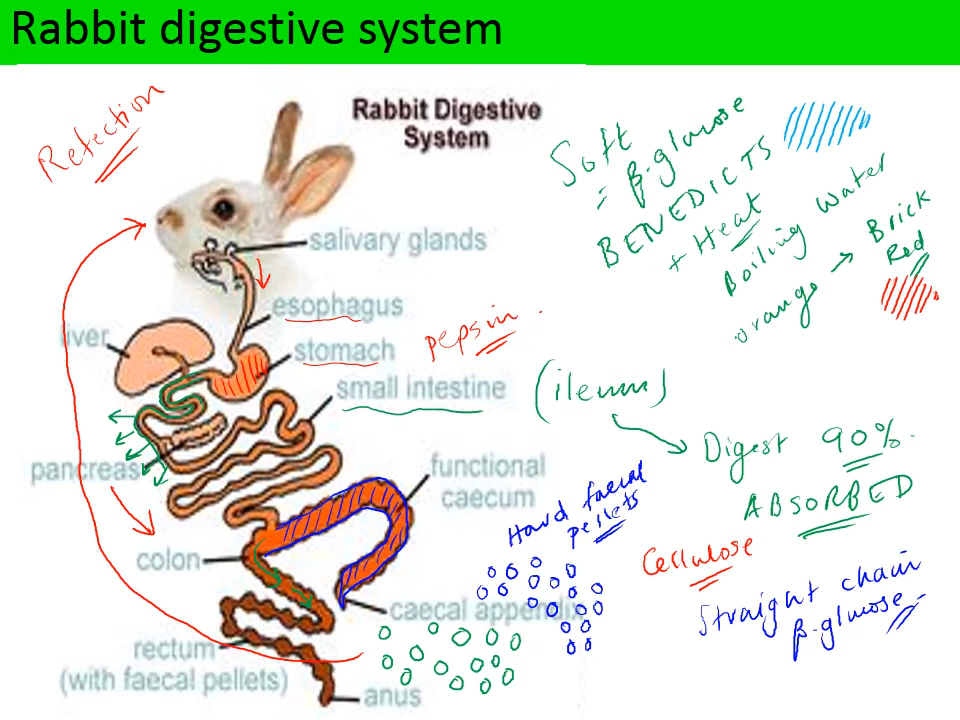 Rabbit digestive system
Rabbit Digestive
System
Refection
Soft
= β-glucose
BENEDICTS
+ Heat
Boiling Water
orange → Brick
Red
salivary glands
esophagus
liver
stomach
pepsin.
small intestine
(ileum)
Digest 90%.
ABSORBED
pancreas
functional
caecum
Hard faecal
pellets
Cellulose
Straight chain
β-glucose
colon
caecal appendix
rectum
(with faecal pellets)
anus